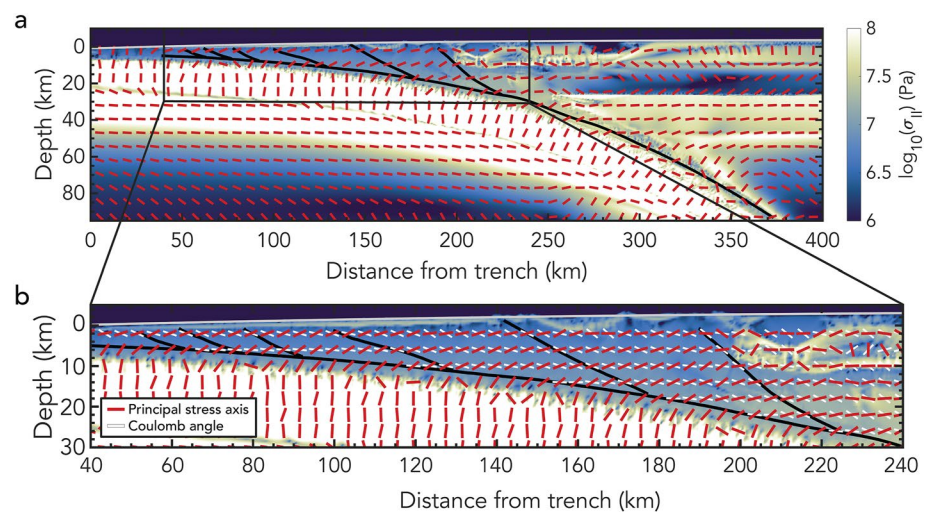 a
0
20
40
60
80
Depth (km)
0 50 100 150 200 250 300 350 400
Distance from trench (km)
8
7.5
7
6.5
6
log10(σII) (Pa)
b
0
10
20
30
Depth (km)
Principal stress axis
Coulomb angle
40 60 80 100 120 140 160 180 200 220 240
Distance from trench (km)